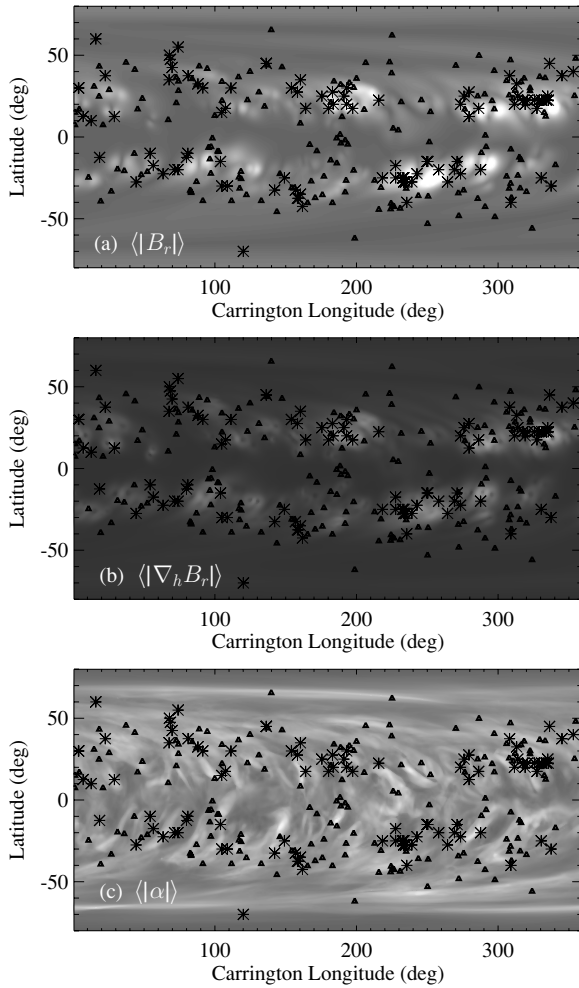 50
0
-50
Latitude (deg)
(a) ⟨|B_r|⟩
100 200 300
Carrington Longitude (deg)
50
0
-50
Latitude (deg)
(b) ⟨|∇_h B_r|⟩
100 200 300
Carrington Longitude (deg)
50
0
-50
Latitude (deg)
(c) ⟨|α|⟩
100 200 300
Carrington Longitude (deg)